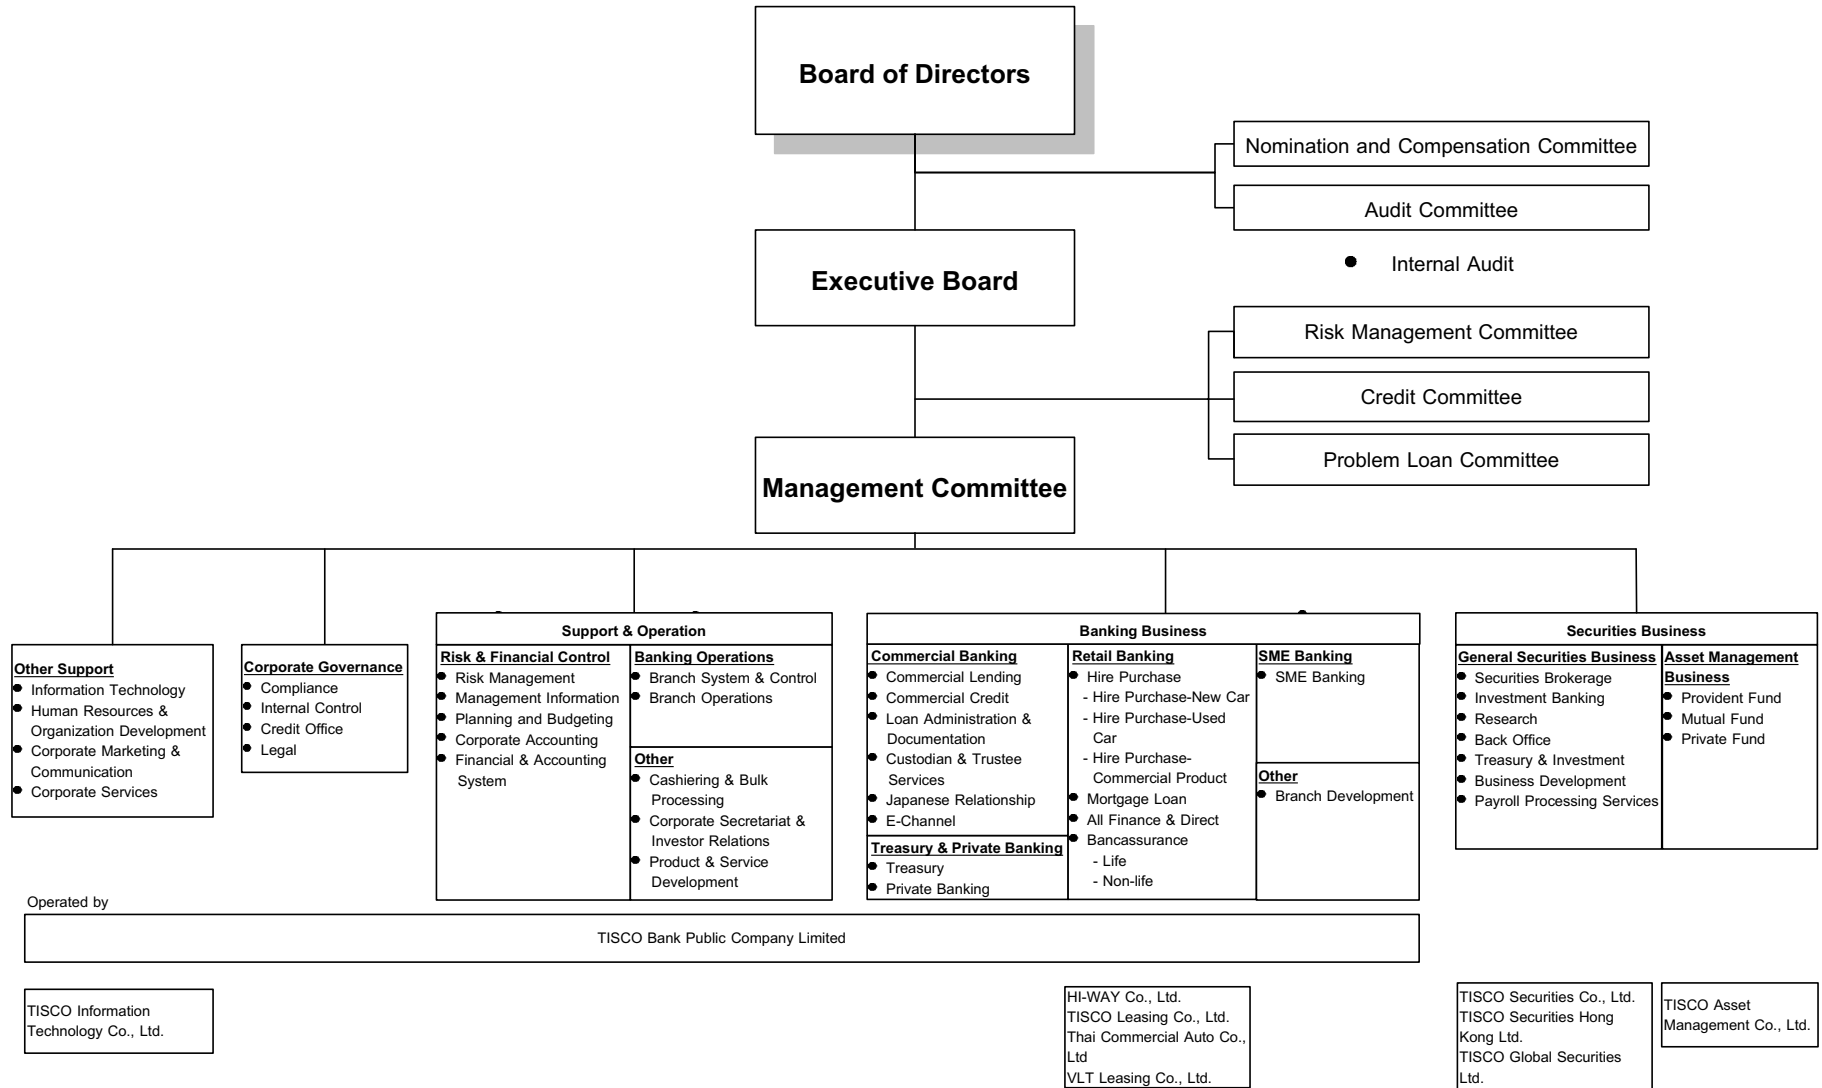 Board of Directors
Nomination and Compensation Committee
Audit Committee
● Internal Audit
Executive Board
Risk Management Committee
Credit Committee
Problem Loan Committee
Management Committee
Other Support
● Information Technology
● Human Resources &
Organization Development
● Corporate Marketing &
Communication
● Corporate Services
Corporate Governance
● Compliance
● Internal Control
● Credit Office
● Legal
Support & Operation
Risk & Financial Control
● Risk Management
● Management Information
● Planning and Budgeting
● Corporate Accounting
● Financial & Accounting
System
Banking Operations
● Branch System & Control
● Branch Operations
Other
● Cashiering & Bulk
Processing
● Corporate Secretariat &
Investor Relations
● Product & Service
Development
Banking Business
Commercial Banking
● Commercial Lending
● Commercial Credit
● Loan Administration &
Documentation
● Custodian & Trustee
Services
● Japanese Relationship
● E-Channel
Treasury & Private Banking
● Treasury
● Private Banking
Retail Banking
● Hire Purchase
- Hire Purchase-New Car
- Hire Purchase-Used
Car
- Hire Purchase-
Commercial Product
● Mortgage Loan
● All Finance & Direct
● Bancassurance
- Life
- Non-life
SME Banking
● SME Banking
Other
● Branch Development
Securities Business
General Securities Business
● Securities Brokerage
● Investment Banking
● Research
● Back Office
● Treasury & Investment
● Business Development
● Payroll Processing Services
Asset Management
Business
● Provident Fund
● Mutual Fund
● Private Fund
Operated by
TISCO Bank Public Company Limited
TISCO Information
Technology Co., Ltd.
HI-WAY Co., Ltd.
TISCO Leasing Co., Ltd.
Thai Commercial Auto Co.,
Ltd
VLT Leasing Co., Ltd.
TISCO Securities Co., Ltd.
TISCO Securities Hong
Kong Ltd.
TISCO Global Securities
Ltd.
TISCO Asset
Management Co., Ltd.